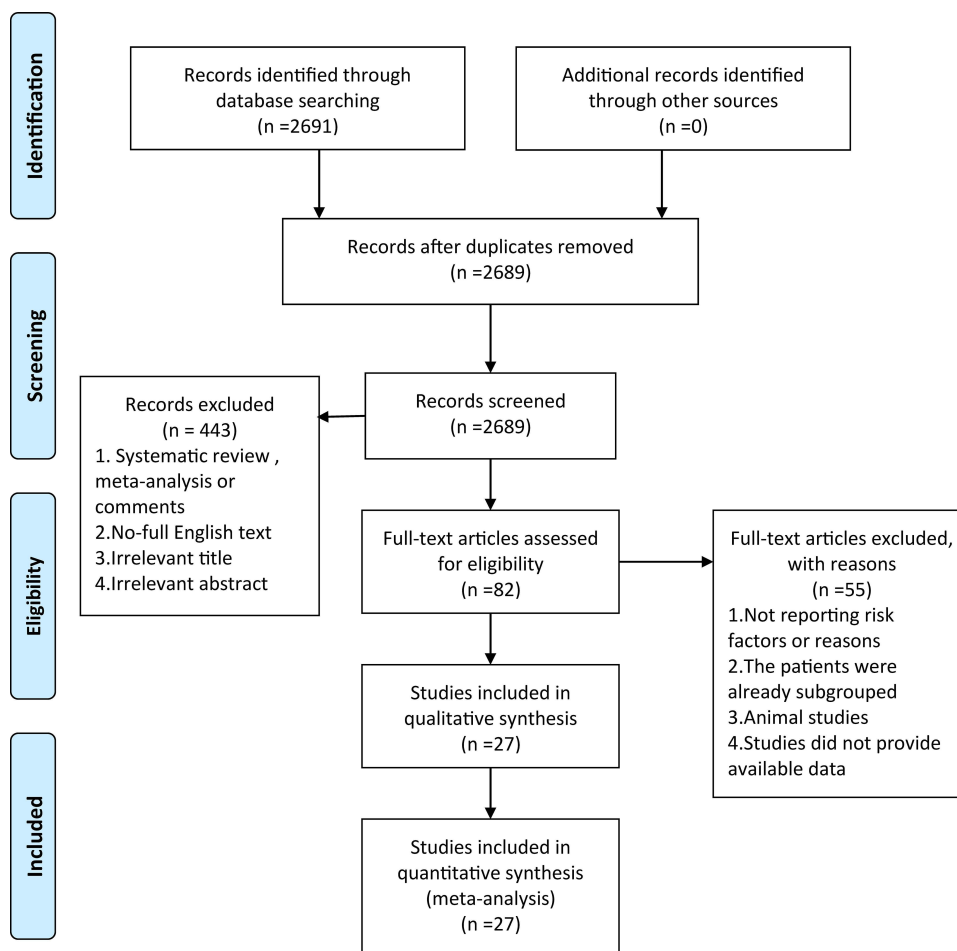 Identification
Records identified through
database searching
(n =2691)
Additional records identified
through other sources
(n =0)
Records after duplicates removed
(n =2689)
Screening
Records screened
(n =2689)
Records excluded
(n = 443)
1. Systematic review ,
meta-analysis or
comments
2.No-full English text
3.Irrelevant title
4.Irrelevant abstract
Eligibility
Full-text articles assessed
for eligibility
(n =82)
Full-text articles excluded,
with reasons
(n =55)
1.Not reporting risk
factors or reasons
2.The patients were
already subgrouped
3.Animal studies
4.Studies did not provide
available data
Studies included in
qualitative synthesis
(n =27)
Included
Studies included in
quantitative synthesis
(meta-analysis)
(n =27)